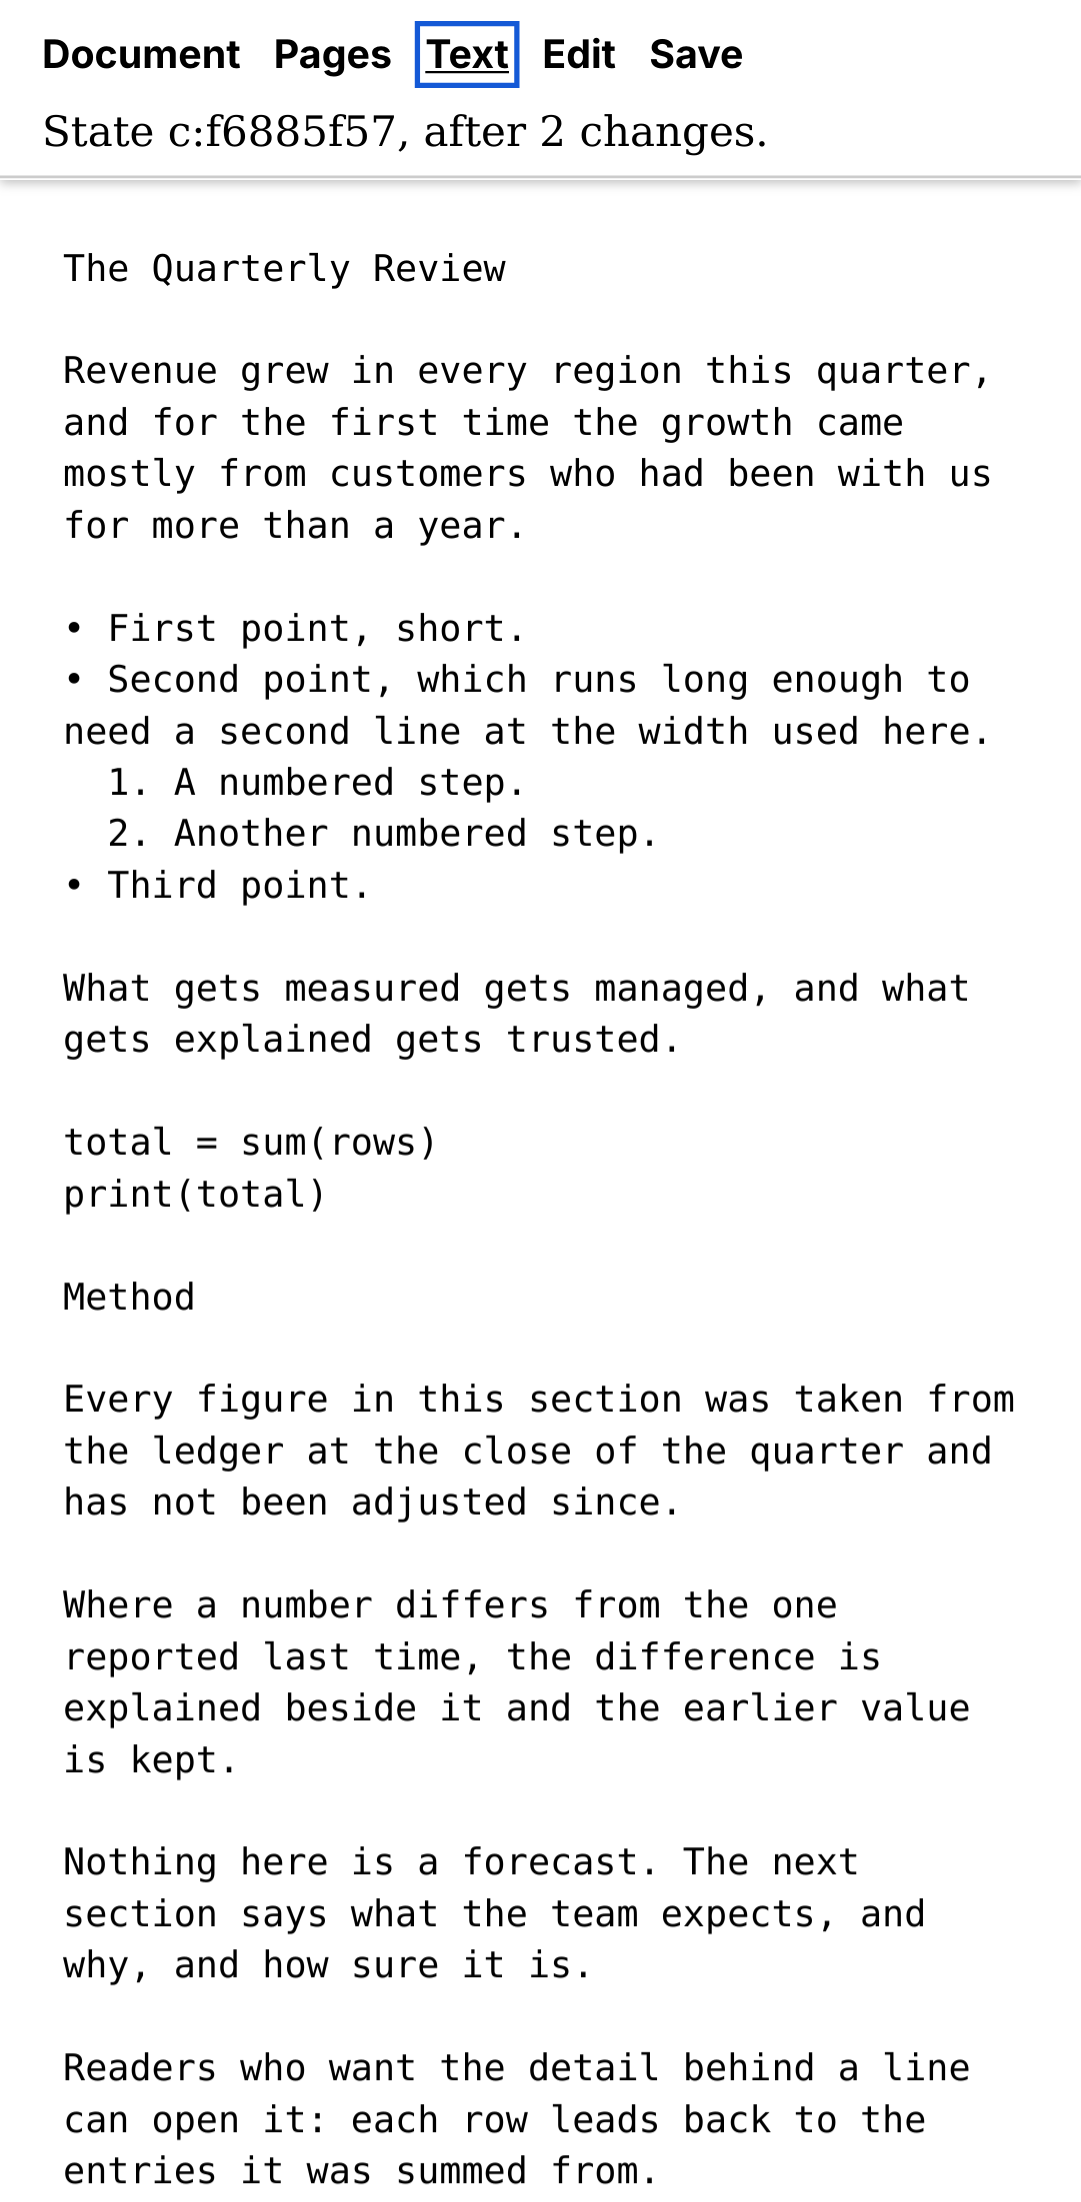 Document Pages Text Edit Save
State c:f6885f57, after 2 changes.
The Quarterly Review
Revenue grew in every region this quarter,
and for the first time the growth came
mostly from customers who had been with us
for more than a year.
• First point, short.
• Second point, which runs long enough to
need a second line at the width used here.
1. A numbered step.
2. Another numbered step.
• Third point.
What gets measured gets managed, and what
gets explained gets trusted.
total = sum(rows)
print(total)
Method
Every figure in this section was taken from
the ledger at the close of the quarter and
has not been adjusted since.
Where a number differs from the one
reported last time, the difference is
explained beside it and the earlier value
is kept.
Nothing here is a forecast. The next
section says what the team expects, and
why, and how sure it is.
Readers who want the detail behind a line
can open it: each row leads back to the
entries it was summed from.